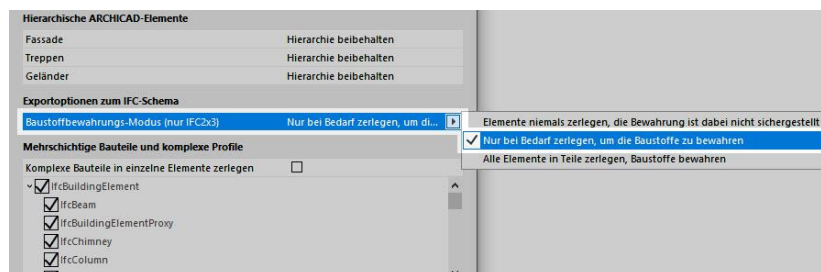 Hierarchische ARCHICAD-Elemente
Fassade Hierarchie beibehalten
Treppen Hierarchie beibehalten
Geländer Hierarchie beibehalten
Exportoptionen zum IFC-Schema
Baustoffbewahrungs-Modus (nur IFC2x3) Nur bei Bedarf zerlegen, um di...
Elemente niemals zerlegen, die Bewahrung ist dabei nicht sichergestellt
Nur bei Bedarf zerlegen, um die Baustoffe zu bewahren
Alle Elemente in Teile zerlegen, Baustoffe bewahren
Mehrschichtige Bauteile und komplexe Profile
Komplexe Bauteile in einzelne Elemente zerlegen
IfcBuildingElement
IfcBeam
IfcBuildingElementProxy
IfcChimney
IfcColumn